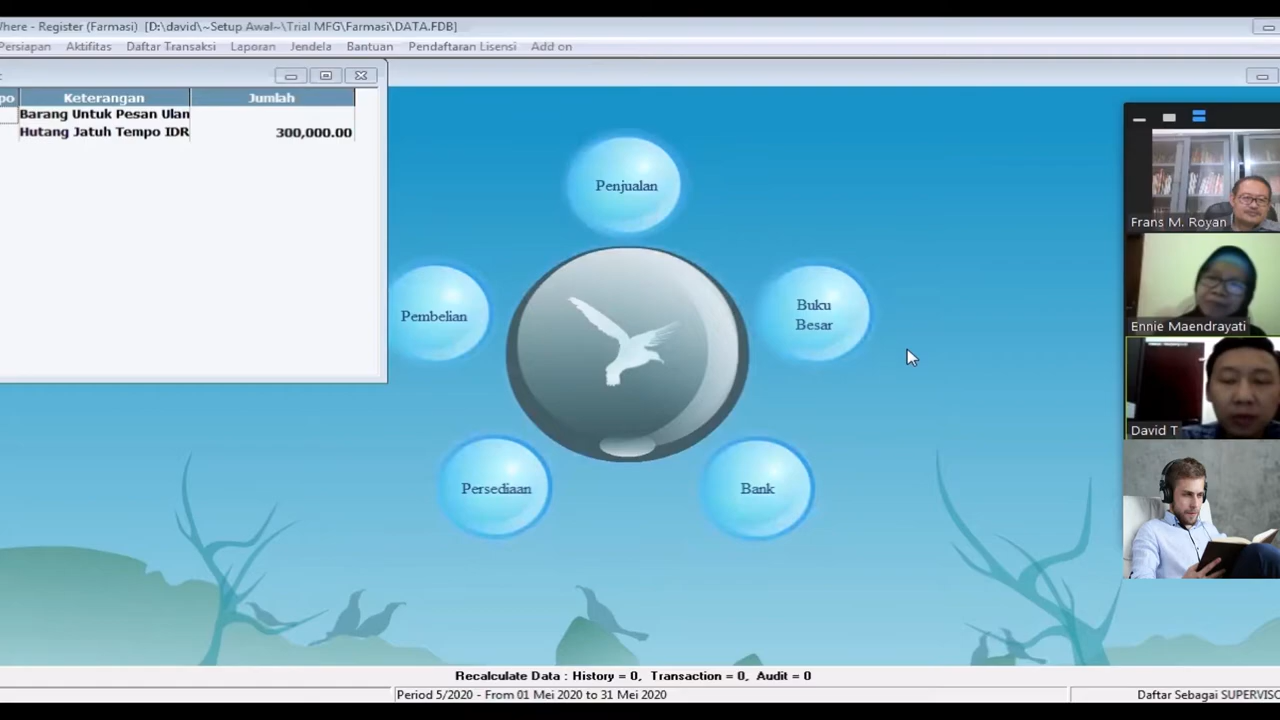 here - Register (Farmasi) [D:\david\~Setup Awal~\Trial MFG\Farmasi\DATA.FDB]
Persiapan Aktifitas Daftar Transaksi Laporan Jendela Bantuan Pendaftaran Lisensi Add on
po Keterangan Jumlah
Barang Untuk Pesan Ulan
Hutang Jatuh Tempo IDR 300,000.00
Penjualan
Pembelian
Buku
Besar
Persediaan
Bank
Frans M. Royan
Ennie Maendrayati
David T
Recalculate Data : History = 0, Transaction = 0, Audit = 0
Period 5/2020 - From 01 Mei 2020 to 31 Mei 2020
Daftar Sebagai SUPERVISO